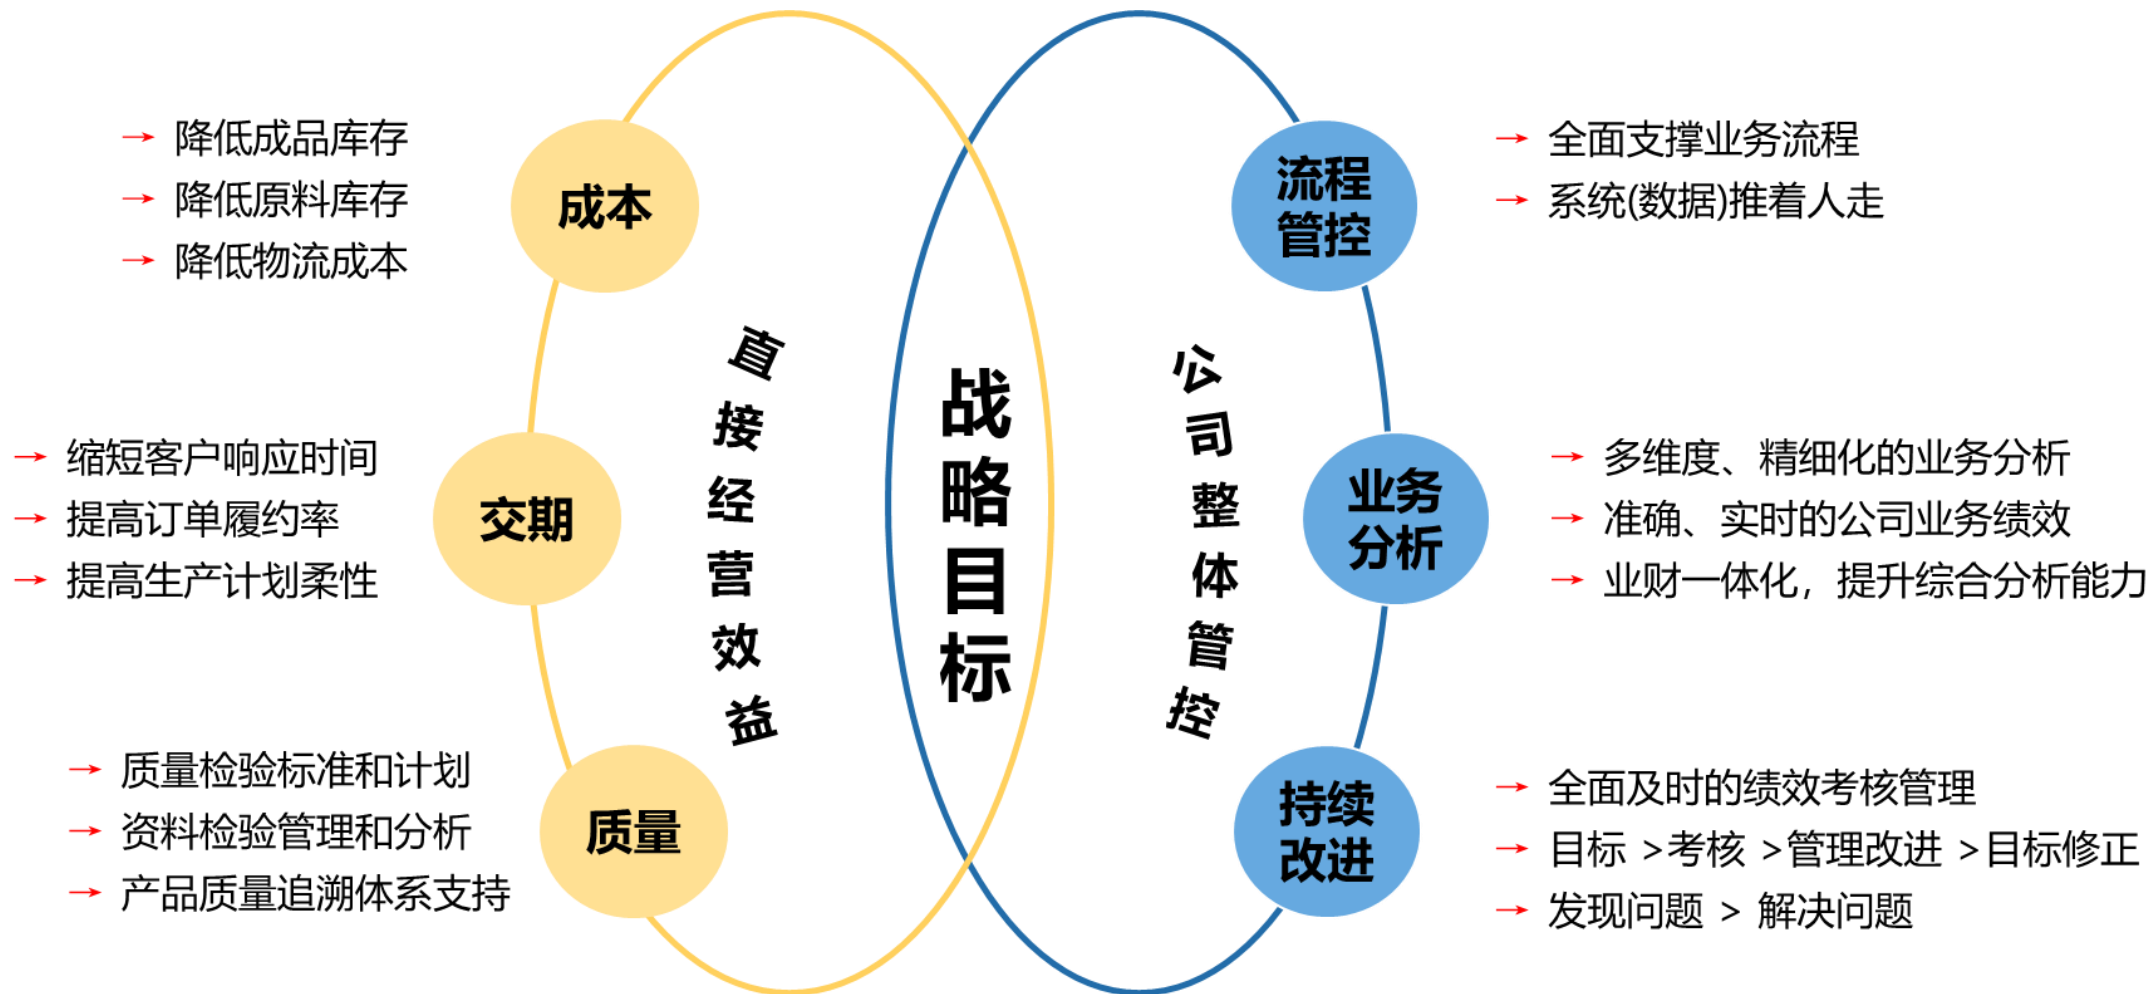 降低成品库存
降低原料库存
降低物流成本
成本
缩短客户响应时间
提高订单履约率
提高生产计划柔性
交期
质量检验标准和计划
资料检验管理和分析
产品质量追溯体系支持
质量
直接经营效益
战略目标
公司整体管控
流程
管控
全面支撑业务流程
系统(数据)推着人走
业务
分析
多维度、精细化的业务分析
准确、实时的公司业务绩效
业财一体化，提升综合分析能力
持续
改进
全面及时的绩效考核管理
目标 >考核 >管理改进 >目标修正
发现问题 > 解决问题